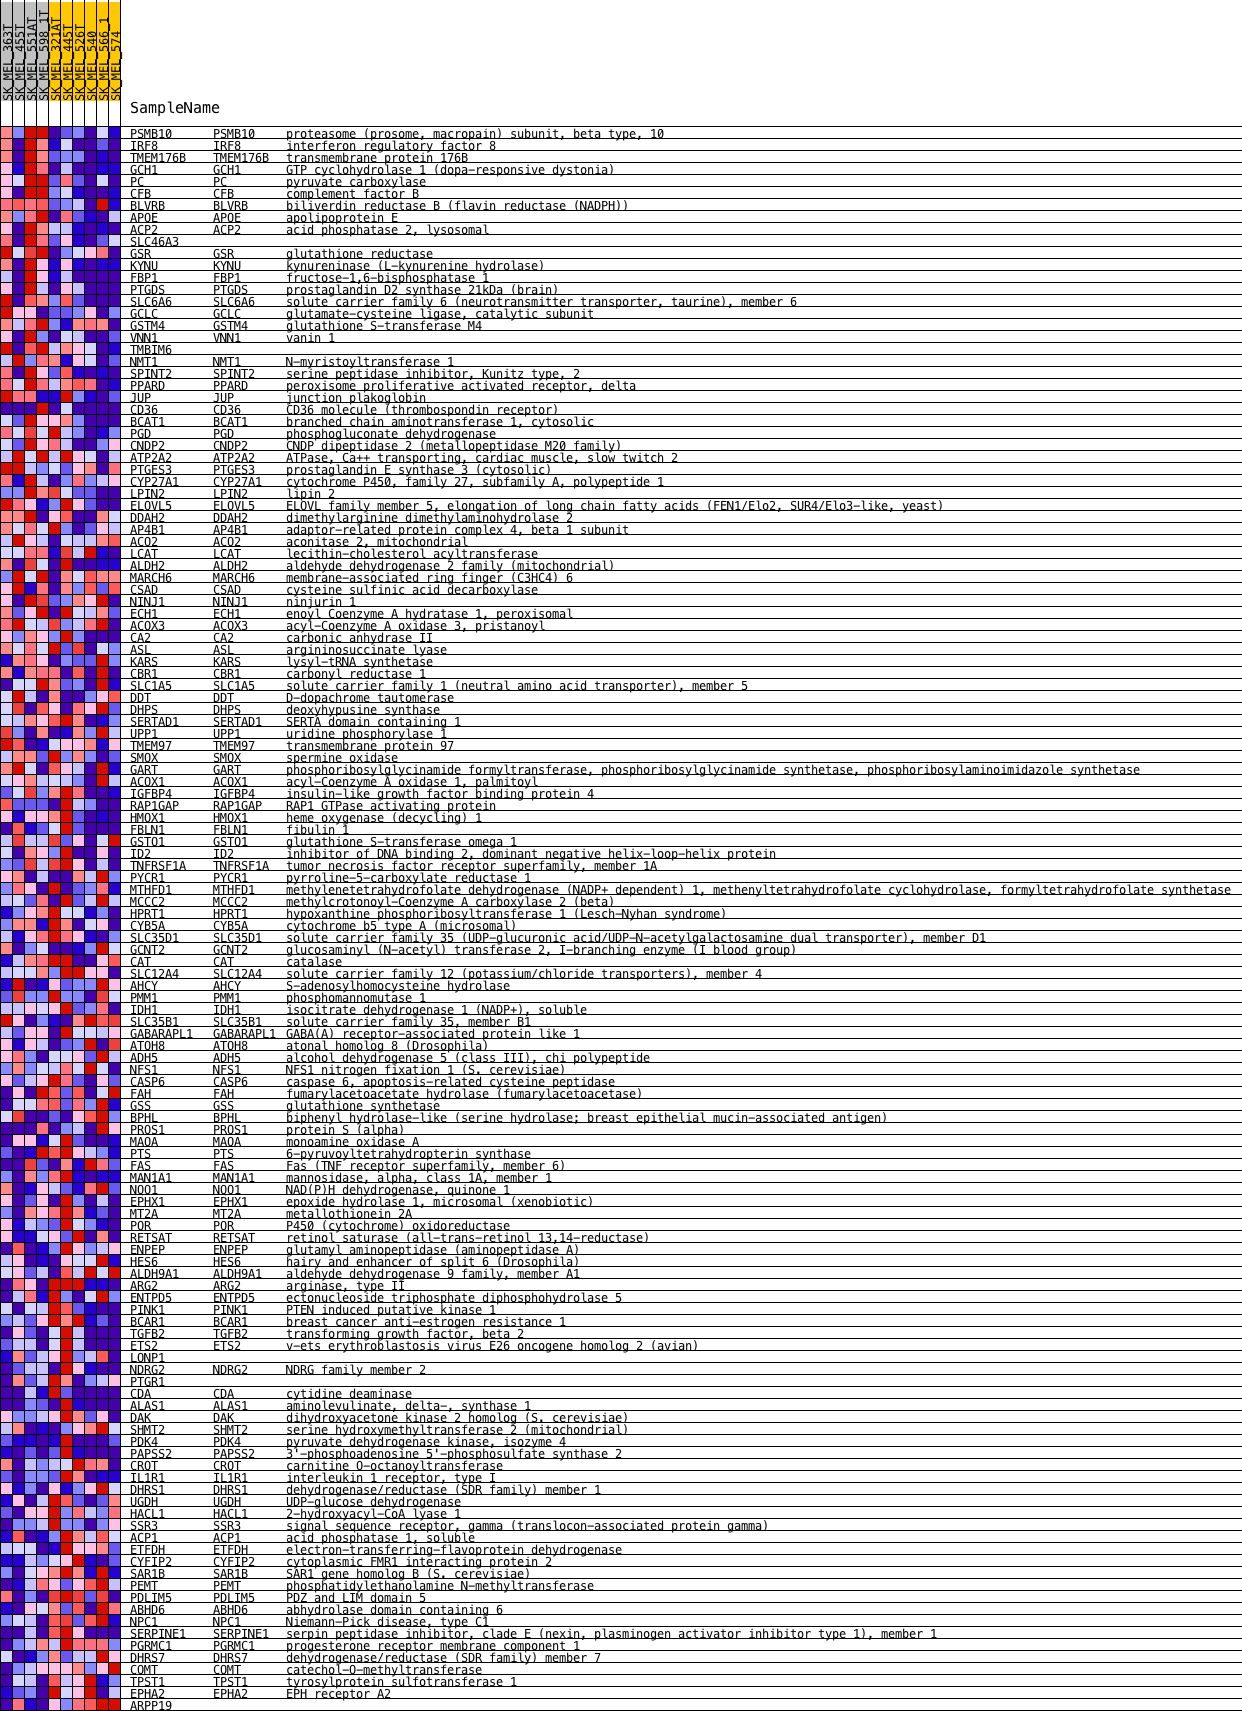 SK_MEL_363T
SK_MEL_455T
SK_MEL_551AT
SK_MEL_598_1T
SK_MEL_321AT
SK_MEL_445T
SK_MEL_526T
SK_MEL_540
SK_MEL_566_1
SK_MEL_574
SampleName
PSMB10 PSMB10 proteasome (prosome, macropain) subunit, beta type, 10
IRF8 IRF8 interferon regulatory factor 8
TMEM176B TMEM176B transmembrane protein 176B
GCH1 GCH1 GTP cyclohydrolase 1 (dopa-responsive dystonia)
PC PC pyruvate carboxylase
CFB CFB complement factor B
BLVRB BLVRB biliverdin reductase B (flavin reductase (NADPH))
APOE APOE apolipoprotein E
ACP2 ACP2 acid phosphatase 2, lysosomal
SLC46A3
GSR GSR glutathione reductase
KYNU KYNU kynureninase (L-kynurenine hydrolase)
FBP1 FBP1 fructose-1,6-bisphosphatase 1
PTGDS PTGDS prostaglandin D2 synthase 21kDa (brain)
SLC6A6 SLC6A6 solute carrier family 6 (neurotransmitter transporter, taurine), member 6
GCLC GCLC glutamate-cysteine ligase, catalytic subunit
GSTM4 GSTM4 glutathione S-transferase M4
VNN1 VNN1 vanin 1
TMBIM6
NMT1 NMT1 N-myristoyltransferase 1
SPINT2 SPINT2 serine peptidase inhibitor, Kunitz type, 2
PPARD PPARD peroxisome proliferative activated receptor, delta
JUP JUP junction plakoglobin
CD36 CD36 CD36 molecule (thrombospondin receptor)
BCAT1 BCAT1 branched chain aminotransferase 1, cytosolic
PGD PGD phosphogluconate dehydrogenase
CNDP2 CNDP2 CNDP dipeptidase 2 (metallopeptidase M20 family)
ATP2A2 ATP2A2 ATPase, Ca++ transporting, cardiac muscle, slow twitch 2
PTGES3 PTGES3 prostaglandin E synthase 3 (cytosolic)
CYP27A1 CYP27A1 cytochrome P450, family 27, subfamily A, polypeptide 1
LPIN2 LPIN2 lipin 2
ELOVL5 ELOVL5 ELOVL family member 5, elongation of long chain fatty acids (FEN1/Elo2, SUR4/Elo3-like, yeast)
DDAH2 DDAH2 dimethylarginine dimethylaminohydrolase 2
AP4B1 AP4B1 adaptor-related protein complex 4, beta 1 subunit
ACO2 ACO2 aconitase 2, mitochondrial
LCAT LCAT lecithin-cholesterol acyltransferase
ALDH2 ALDH2 aldehyde dehydrogenase 2 family (mitochondrial)
MARCH6 MARCH6 membrane-associated ring finger (C3HC4) 6
CSAD CSAD cysteine sulfinic acid decarboxylase
NINJ1 NINJ1 ninjurin 1
ECH1 ECH1 enoyl Coenzyme A hydratase 1, peroxisomal
ACOX3 ACOX3 acyl-Coenzyme A oxidase 3, pristanoyl
CA2 CA2 carbonic anhydrase II
ASL ASL argininosuccinate lyase
KARS KARS lysyl-tRNA synthetase
CBR1 CBR1 carbonyl reductase 1
SLC1A5 SLC1A5 solute carrier family 1 (neutral amino acid transporter), member 5
DDT DDT D-dopachrome tautomerase
DHPS DHPS deoxyhypusine synthase
SERTAD1 SERTAD1 SERTA domain containing 1
UPP1 UPP1 uridine phosphorylase 1
TMEM97 TMEM97 transmembrane protein 97
SMOX SMOX spermine oxidase
GART GART phosphoribosylglycinamide formyltransferase, phosphoribosylglycinamide synthetase, phosphoribosylaminoimidazole synthetase
ACOX1 ACOX1 acyl-Coenzyme A oxidase 1, palmitoyl
IGFBP4 IGFBP4 insulin-like growth factor binding protein 4
RAP1GAP RAP1GAP RAP1 GTPase activating protein
HMOX1 HMOX1 heme oxygenase (decycling) 1
FBLN1 FBLN1 fibulin 1
GSTO1 GSTO1 glutathione S-transferase omega 1
ID2 ID2 inhibitor of DNA binding 2, dominant negative helix-loop-helix protein
TNFRSF1A TNFRSF1A tumor necrosis factor receptor superfamily, member 1A
PYCR1 PYCR1 pyrroline-5-carboxylate reductase 1
MTHFD1 MTHFD1 methylenetetrahydrofolate dehydrogenase (NADP+ dependent) 1, methenyltetrahydrofolate cyclohydrolase, formyltetrahydrofolate synthetase
MCCC2 MCCC2 methylcrotonoyl-Coenzyme A carboxylase 2 (beta)
HPRT1 HPRT1 hypoxanthine phosphoribosyltransferase 1 (Lesch-Nyhan syndrome)
CYB5A CYB5A cytochrome b5 type A (microsomal)
SLC35D1 SLC35D1 solute carrier family 35 (UDP-glucuronic acid/UDP-N-acetylgalactosamine dual transporter), member D1
GCNT2 GCNT2 glucosaminyl (N-acetyl) transferase 2, I-branching enzyme (I blood group)
CAT CAT catalase
SLC12A4 SLC12A4 solute carrier family 12 (potassium/chloride transporters), member 4
AHCY AHCY S-adenosylhomocysteine hydrolase
PMM1 PMM1 phosphomannomutase 1
IDH1 IDH1 isocitrate dehydrogenase 1 (NADP+), soluble
SLC35B1 SLC35B1 solute carrier family 35, member B1
GABARAPL1 GABARAPL1 GABA(A) receptor-associated protein like 1
ATOH8 ATOH8 atonal homolog 8 (Drosophila)
ADH5 ADH5 alcohol dehydrogenase 5 (class III), chi polypeptide
NFS1 NFS1 NFS1 nitrogen fixation 1 (S. cerevisiae)
CASP6 CASP6 caspase 6, apoptosis-related cysteine peptidase
FAH FAH fumarylacetoacetate hydrolase (fumarylacetoacetase)
GSS GSS glutathione synthetase
BPHL BPHL biphenyl hydrolase-like (serine hydrolase; breast epithelial mucin-associated antigen)
PROS1 PROS1 protein S (alpha)
MAOA MAOA monoamine oxidase A
PTS PTS 6-pyruvoyltetrahydropterin synthase
FAS FAS Fas (TNF receptor superfamily, member 6)
MAN1A1 MAN1A1 mannosidase, alpha, class 1A, member 1
NQO1 NQO1 NAD(P)H dehydrogenase, quinone 1
EPHX1 EPHX1 epoxide hydrolase 1, microsomal (xenobiotic)
MT2A MT2A metallothionein 2A
POR POR P450 (cytochrome) oxidoreductase
RETSAT RETSAT retinol saturase (all-trans-retinol 13,14-reductase)
ENPEP ENPEP glutamyl aminopeptidase (aminopeptidase A)
HES6 HES6 hairy and enhancer of split 6 (Drosophila)
ALDH9A1 ALDH9A1 aldehyde dehydrogenase 9 family, member A1
ARG2 ARG2 arginase, type II
ENTPD5 ENTPD5 ectonucleoside triphosphate diphosphohydrolase 5
PINK1 PINK1 PTEN induced putative kinase 1
BCAR1 BCAR1 breast cancer anti-estrogen resistance 1
TGFB2 TGFB2 transforming growth factor, beta 2
ETS2 ETS2 v-ets erythroblastosis virus E26 oncogene homolog 2 (avian)
LONP1
NDRG2 NDRG2 NDRG family member 2
PTGR1
CDA CDA cytidine deaminase
ALAS1 ALAS1 aminolevulinate, delta-, synthase 1
DAK DAK dihydroxyacetone kinase 2 homolog (S. cerevisiae)
SHMT2 SHMT2 serine hydroxymethyltransferase 2 (mitochondrial)
PDK4 PDK4 pyruvate dehydrogenase kinase, isozyme 4
PAPSS2 PAPSS2 3'-phosphoadenosine 5'-phosphosulfate synthase 2
CROT CROT carnitine O-octanoyltransferase
IL1R1 IL1R1 interleukin 1 receptor, type I
DHRS1 DHRS1 dehydrogenase/reductase (SDR family) member 1
UGDH UGDH UDP-glucose dehydrogenase
HACL1 HACL1 2-hydroxyacyl-CoA lyase 1
SSR3 SSR3 signal sequence receptor, gamma (translocon-associated protein gamma)
ACP1 ACP1 acid phosphatase 1, soluble
ETFDH ETFDH electron-transferring-flavoprotein dehydrogenase
CYFIP2 CYFIP2 cytoplasmic FMR1 interacting protein 2
SAR1B SAR1B SAR1 gene homolog B (S. cerevisiae)
PEMT PEMT phosphatidylethanolamine N-methyltransferase
PDLIM5 PDLIM5 PDZ and LIM domain 5
ABHD6 ABHD6 abhydrolase domain containing 6
NPC1 NPC1 Niemann-Pick disease, type C1
SERPINE1 SERPINE1 serpin peptidase inhibitor, clade E (nexin, plasminogen activator inhibitor type 1), member 1
PGRMC1 PGRMC1 progesterone receptor membrane component 1
DHRS7 DHRS7 dehydrogenase/reductase (SDR family) member 7
COMT COMT catechol-O-methyltransferase
TPST1 TPST1 tyrosylprotein sulfotransferase 1
EPHA2 EPHA2 EPH receptor A2
ARPP19